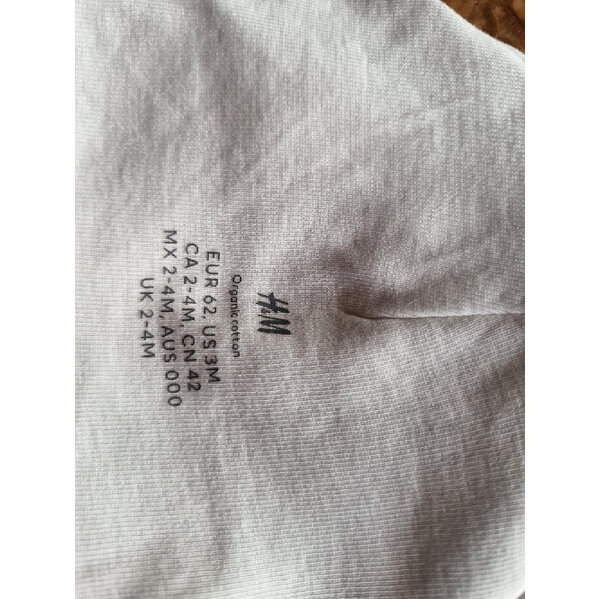 H&M
Organic cotton
EUR 62, US 3M
CA 2-4M, CN 42
MX 2-4M, AUS 000
UK 2-4M